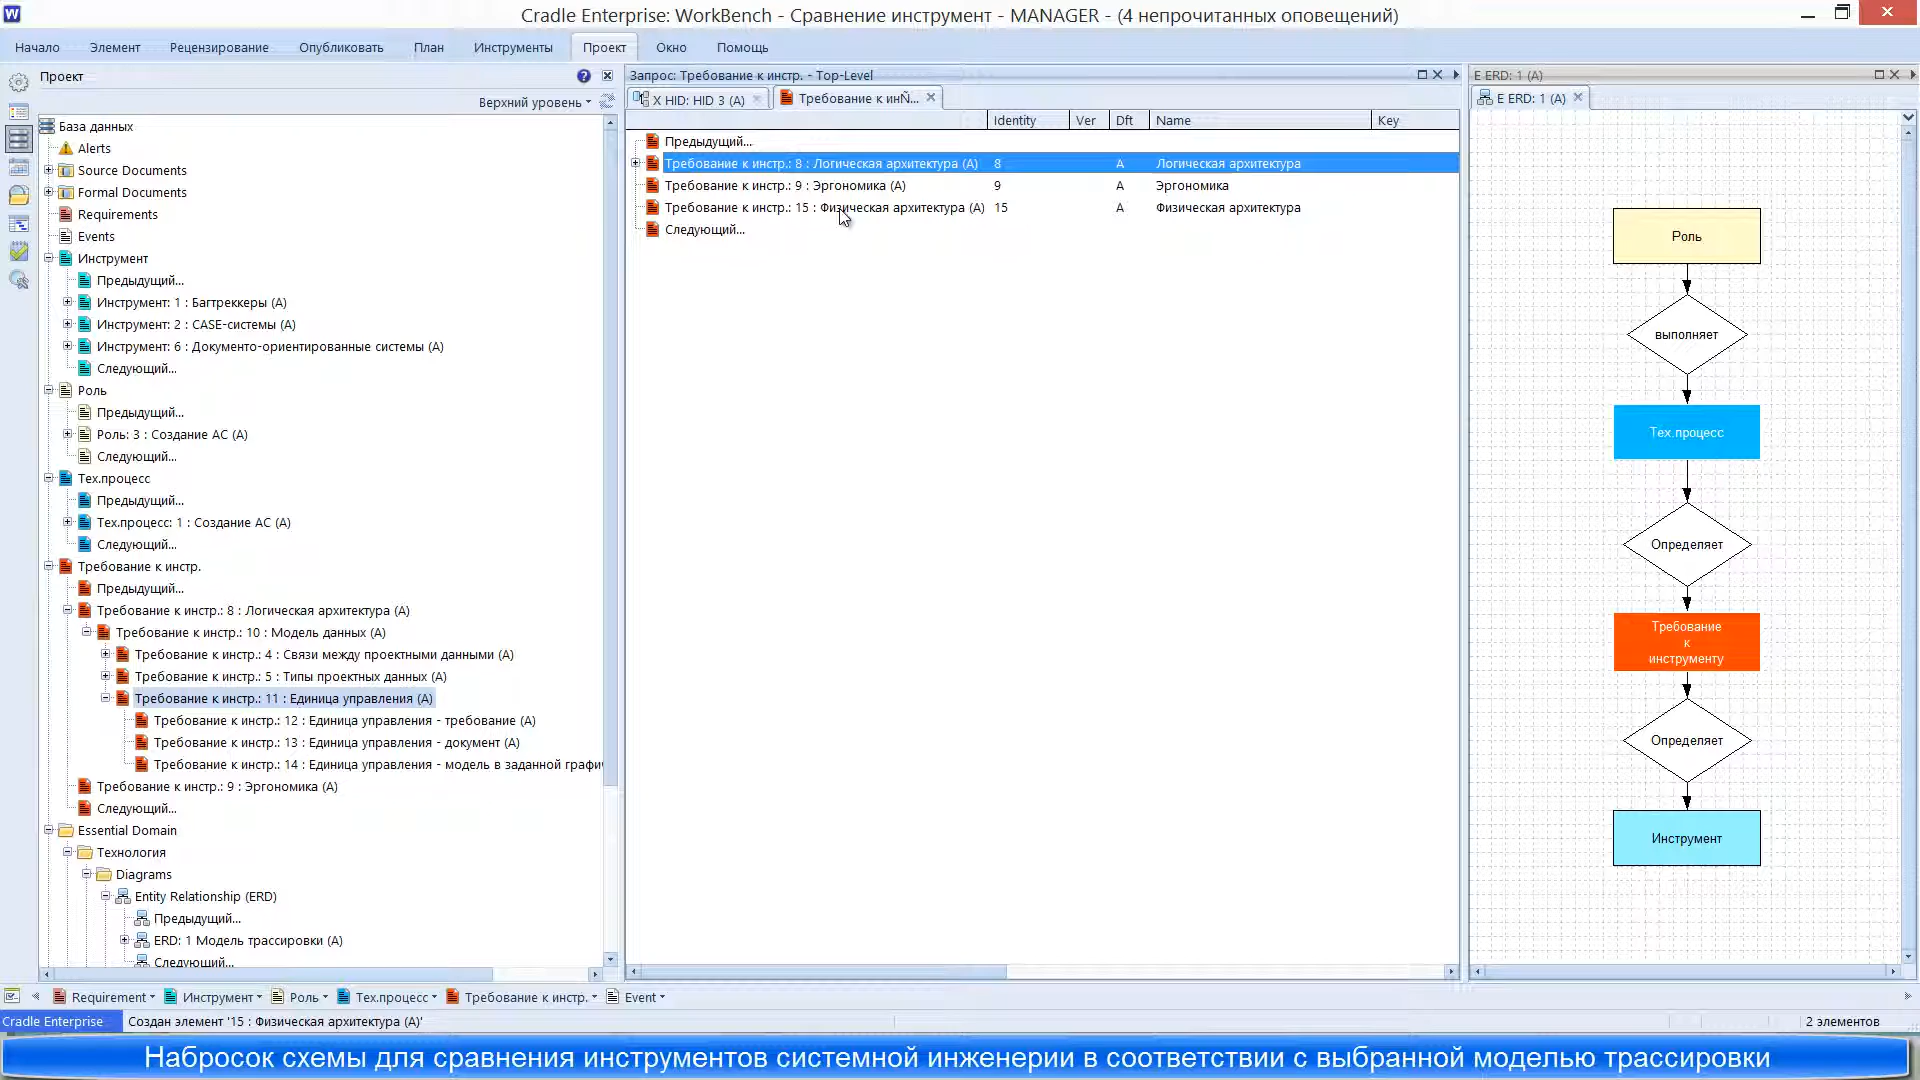 Cradle Enterprise: WorkBench - Сравнение инструмент - MANAGER - (4 непрочитанных оповещений)
Начало Элемент Рецензирование Опубликовать План Инструменты Проект Окно Помощь
Проект
Верхний уровень
База данных
Alerts
Source Documents
Formal Documents
Requirements
Events
Инструмент
Предыдущий...
Инструмент: 1 : Багтреккеры (A)
Инструмент: 2 : CASE-системы (A)
Инструмент: 6 : Документо-ориентированные системы (A)
Следующий...
Роль
Предыдущий...
Роль: 3 : Создание АС (A)
Следующий...
Тех.процесс
Предыдущий...
Тех.процесс: 1 : Создание АС (A)
Следующий...
Требование к инстр.
Предыдущий...
Требование к инстр.: 8 : Логическая архитектура (A)
Требование к инстр.: 10 : Модель данных (A)
Требование к инстр.: 4 : Связи между проектными данными (A)
Требование к инстр.: 5 : Типы проектных данных (A)
Требование к инстр.: 11 : Единица управления (A)
Требование к инстр.: 12 : Единица управления - требование (A)
Требование к инстр.: 13 : Единица управления - документ (A)
Требование к инстр.: 14 : Единица управления - модель в заданной графи
Требование к инстр.: 9 : Эргономика (A)
Следующий...
Essential Domain
Технология
Diagrams
Entity Relationship (ERD)
Предыдущий...
ERD: 1 Модель трассировки (A)
Следующий...
Запрос: Требование к инстр. - Top-Level
X HID: HID 3 (A) Требование к инÑ...
Identity Ver Dft Name Key
Предыдущий...
Требование к инстр.: 8 : Логическая архитектура (A) 8 A Логическая архитектура
Требование к инстр.: 9 : Эргономика (A) 9 A Эргономика
Требование к инстр.: 15 : Физическая архитектура (A) 15 A Физическая архитектура
Следующий...
E ERD: 1 (A)
E ERD: 1 (A)
Роль
выполняет
Тех.процесс
Определяет
Требование
к
инструменту
Определяет
Инструмент
Requirement Инструмент Роль Тех.процесс Требование к инстр. Event
Cradle Enterprise Создан элемент '15 : Физическая архитектура (A)' 2 элементов
Набросок схемы для сравнения инструментов системной инженерии в соответствии с выбранной моделью трассировки